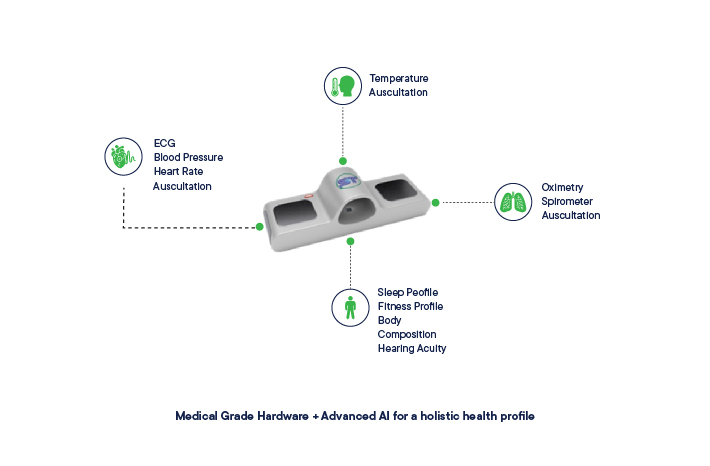 Temperature
Auscultation
ECG
Blood Pressure
Heart Rate
Auscultation
Oximetry
Spirometer
Auscultation
Sleep Peofile
Fitness Profile
Body
Composition
Hearing Acuity
Medical Grade Hardware + Advanced AI for a holistic health profile